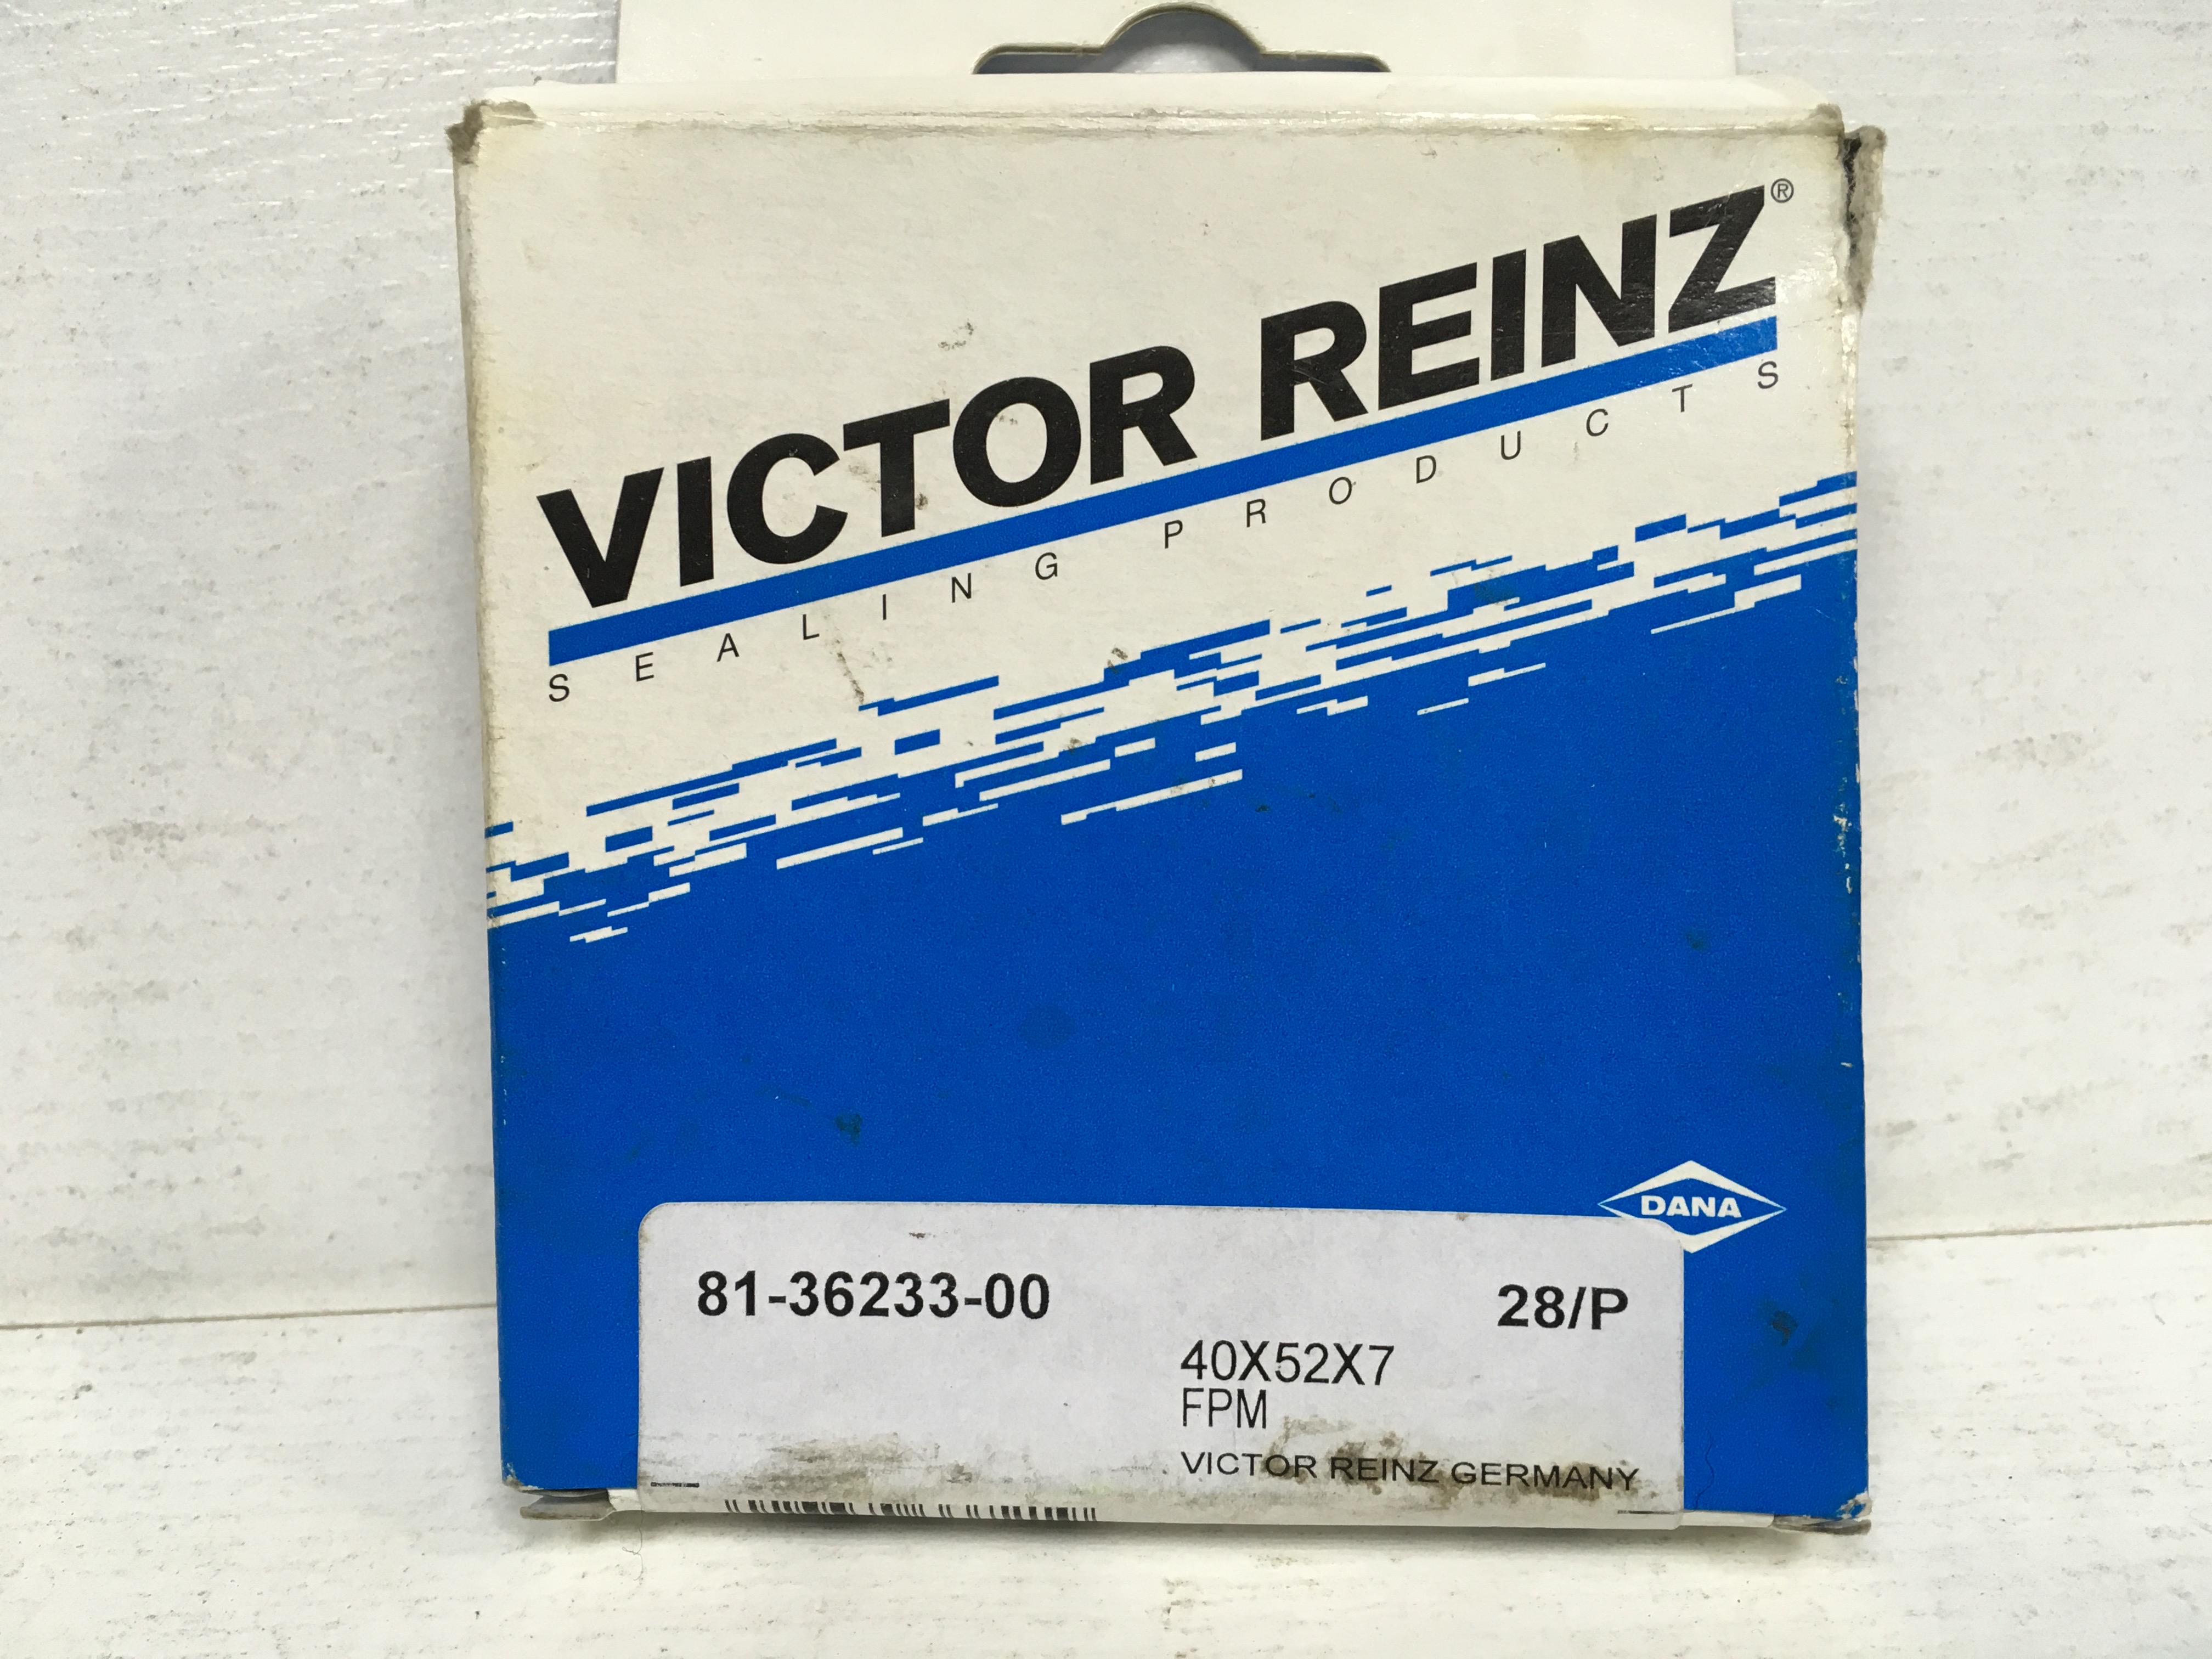 VICTOR REINZ®
SEALING PRODUCTS
DANA
81-36233-00 28/P
40X52X7
FPM
VICTOR REINZ GERMANY